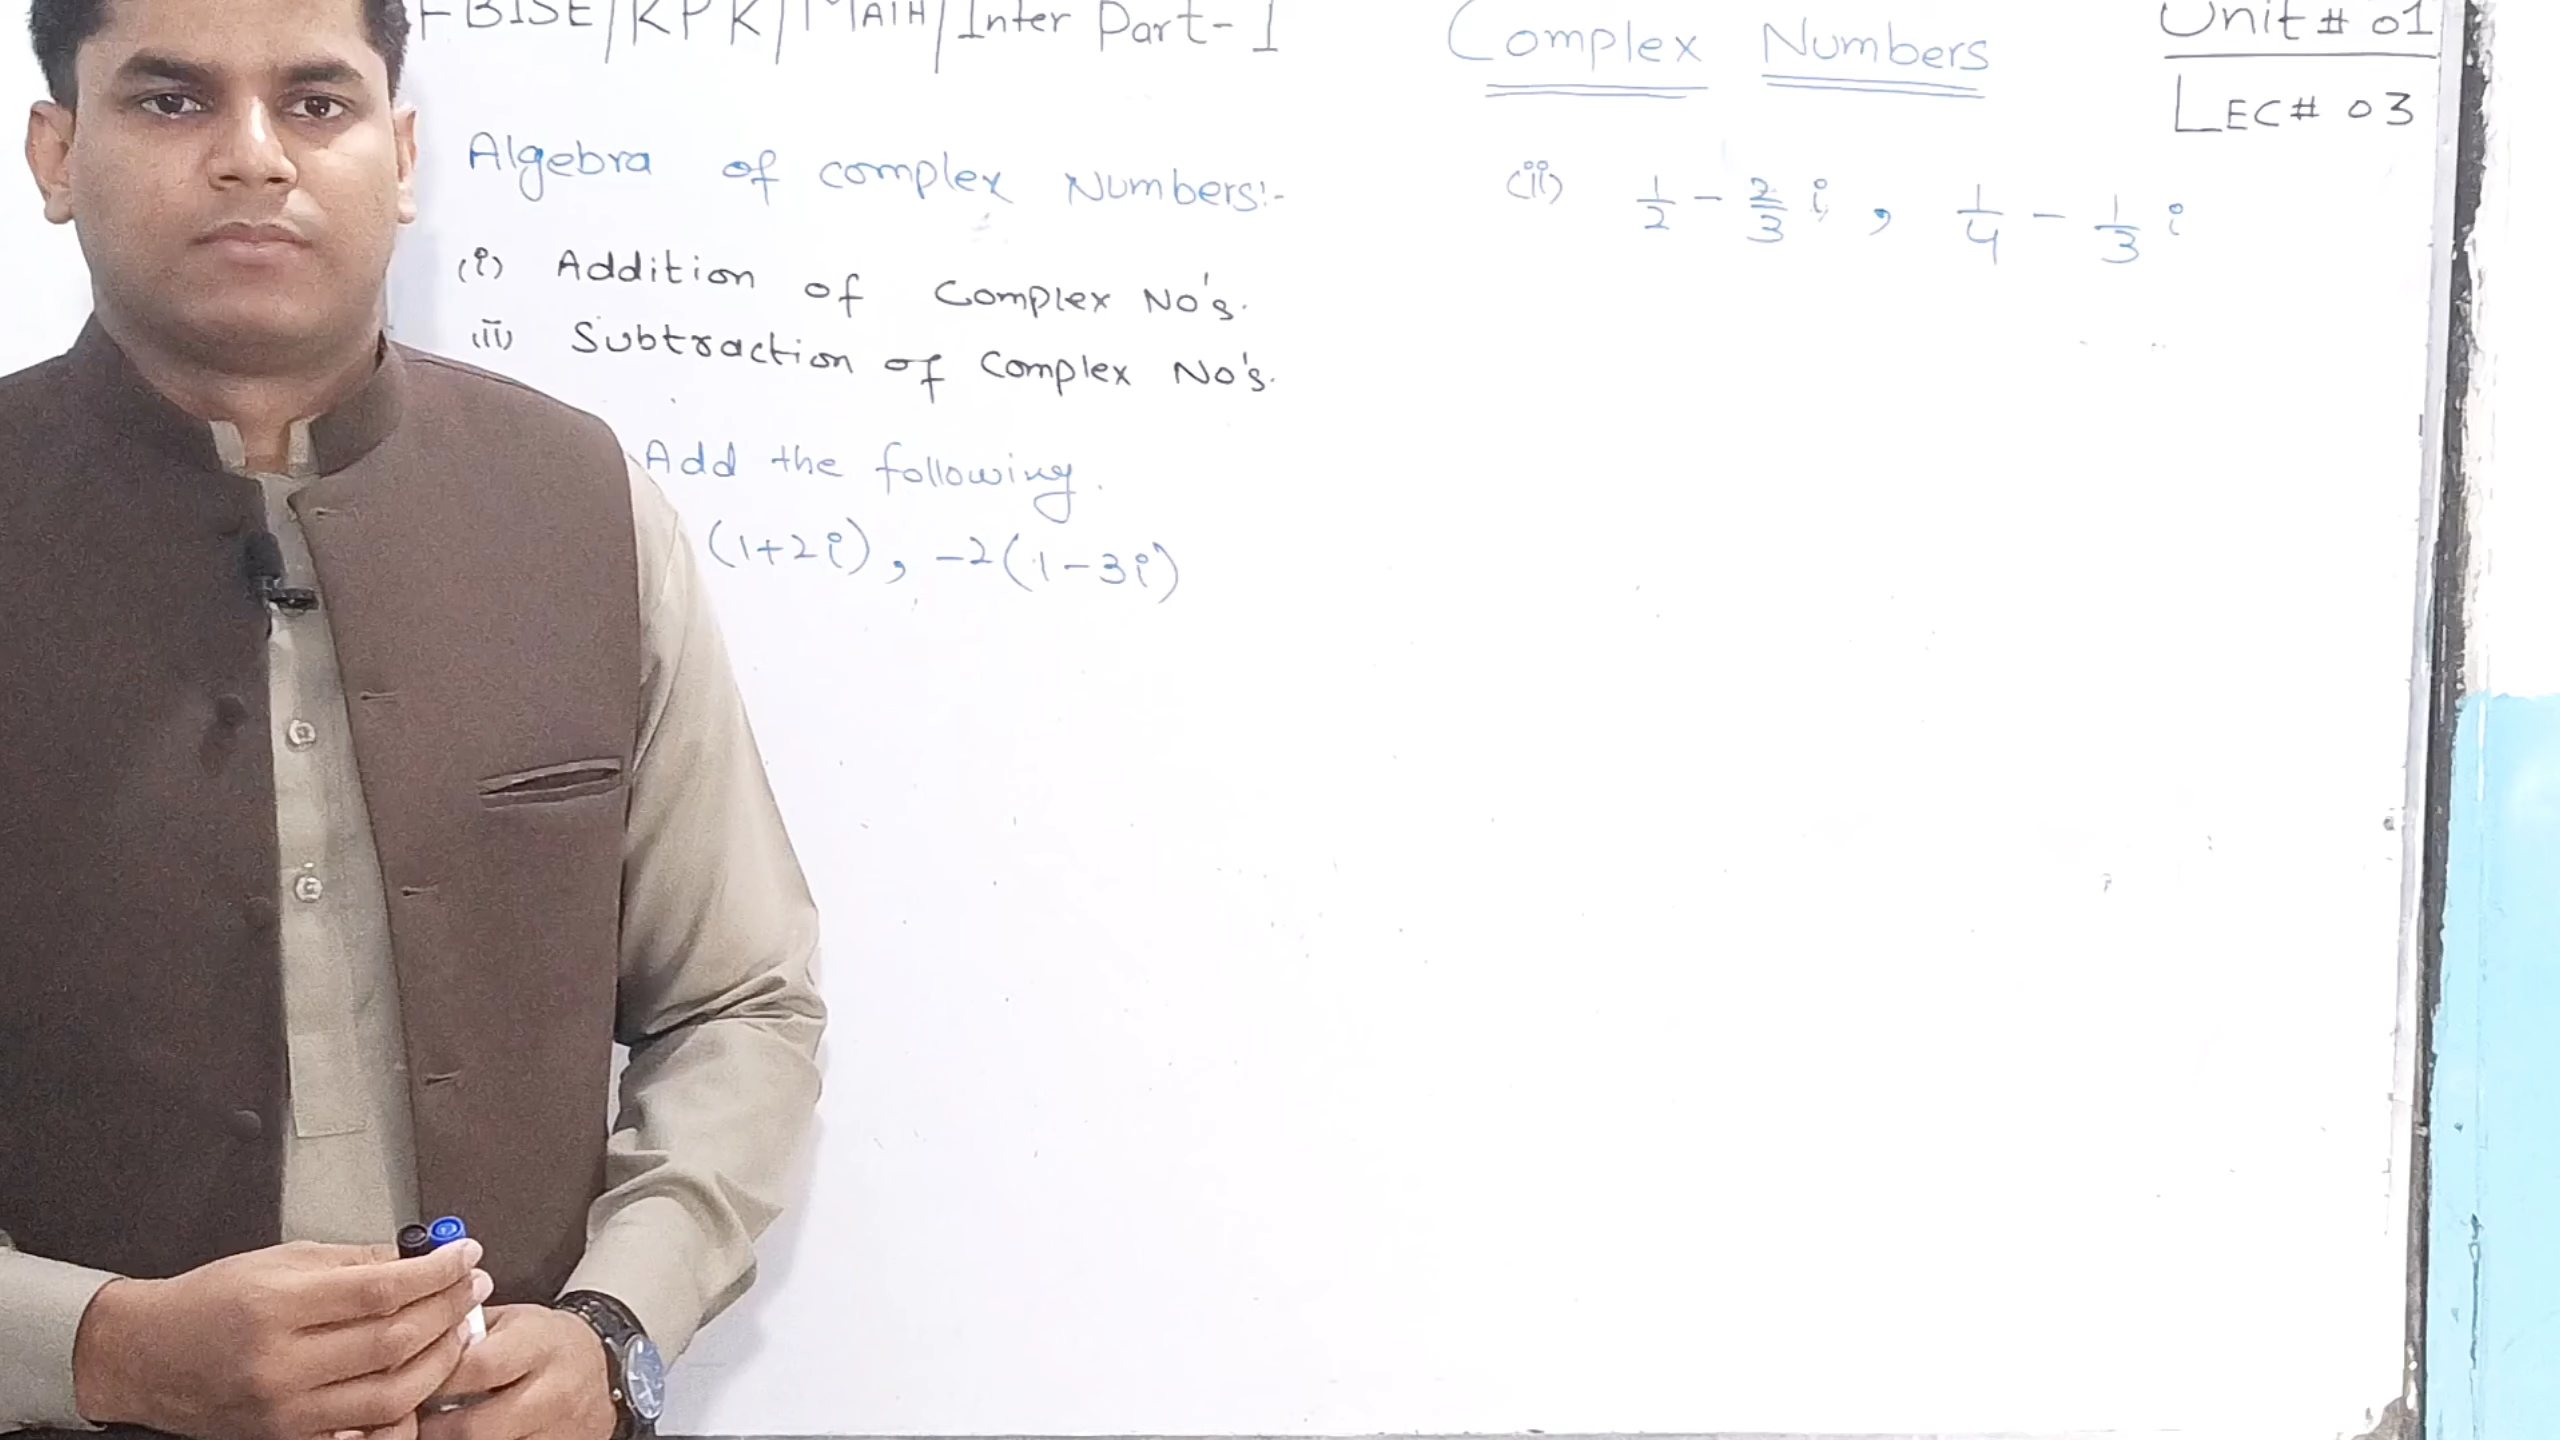 FBISE/KPK/MATH/Inter Part-1
Complex Numbers
Unit # 01
LEC# 03
Algebra of complex Numbers:-
(i) Addition of Complex No's.
(ii) Subtraction of Complex No's.
Add the following.
(1+2i), -2(1-3i)
(ii) 1/2 - 2/3 i, 1/4 - 1/3 i